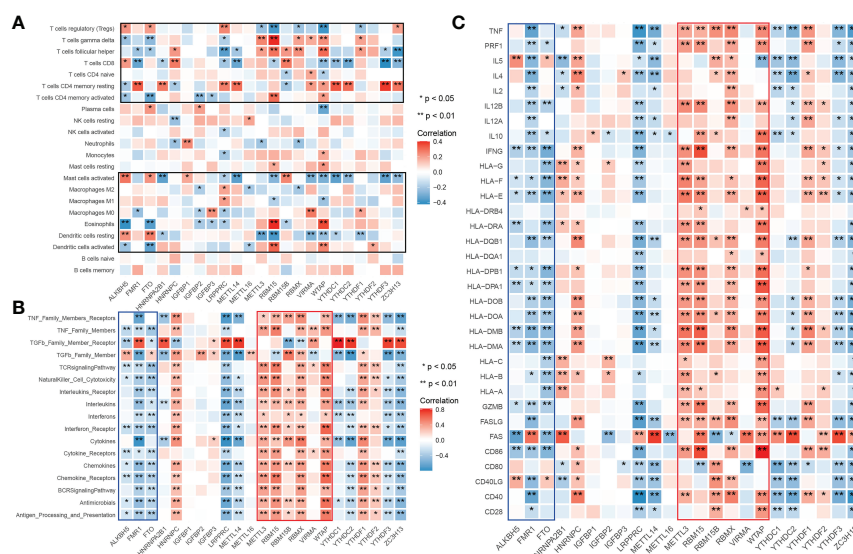 A
T cells regulatory (Tregs)
T cells gamma delta
T cells follicular helper
T cells CD8
T cells CD4 naive
T cells CD4 memory resting
T cells CD4 memory activated
Plasma cells
NK cells resting
NK cells activated
Neutrophils
Monocytes
Mast cells resting
Mast cells activated
Macrophages M2
Macrophages M1
Macrophages M0
Eosinophils
Dendritic cells resting
Dendritic cells activated
B cells naive
B cells memory
ALKBH5
FMR1
FTO
HNRNPA2B1
HNRNPC
IGFBP1
IGFBP2
IGFBP3
LRPPRC
METTL14
METTL16
METTL3
RBM15
RBM15B
RBMX
VIRMA
WTAP
YTHDC1
YTHDC2
YTHDF1
YTHDF2
YTHDF3
ZC3H13
* p < 0.05
** p < 0.01
Correlation
0.4
0.2
0.0
−0.2
−0.4
B
TNF_Family_Members_Receptors
TNF_Family_Members
TGFb_Family_Member_Receptor
TGFb_Family_Member
TCRsignalingPathway
NaturalKiller_Cell_Cytotoxicity
Interleukins_Receptor
Interleukins
Interferons
Interferon_Receptor
Cytokines
Cytokine_Receptors
Chemokines
Chemokine_Receptors
BCRSignalingPathway
Antimicrobials
Antigen_Processing_and_Presentation
ALKBH5
FMR1
FTO
HNRNPA2B1
HNRNPC
IGFBP1
IGFBP2
IGFBP3
LRPPRC
METTL14
METTL16
METTL3
RBM15
RBM15B
RBMX
VIRMA
WTAP
YTHDC1
YTHDC2
YTHDF1
YTHDF2
YTHDF3
ZC3H13
* p < 0.05
** p < 0.01
Correlation
0.8
0.4
0.0
−0.4
C
TNF
PRF1
IL5
IL4
IL2
IL12B
IL12A
IL10
IFNG
HLA−G
HLA−F
HLA−E
HLA−DRB4
HLA−DRA
HLA−DQB1
HLA−DQA1
HLA−DPB1
HLA−DPA1
HLA−DOB
HLA−DOA
HLA−DMB
HLA−DMA
HLA−C
HLA−B
HLA−A
GZMB
FASLG
FAS
CD86
CD80
CD40LG
CD40
CD28
ALKBH5
FMR1
FTO
HNRNPA2B1
HNRNPC
IGFBP1
IGFBP2
IGFBP3
LRPPRC
METTL14
METTL16
METTL3
RBM15
RBM15B
RBMX
VIRMA
WTAP
YTHDC1
YTHDC2
YTHDF1
YTHDF2
YTHDF3